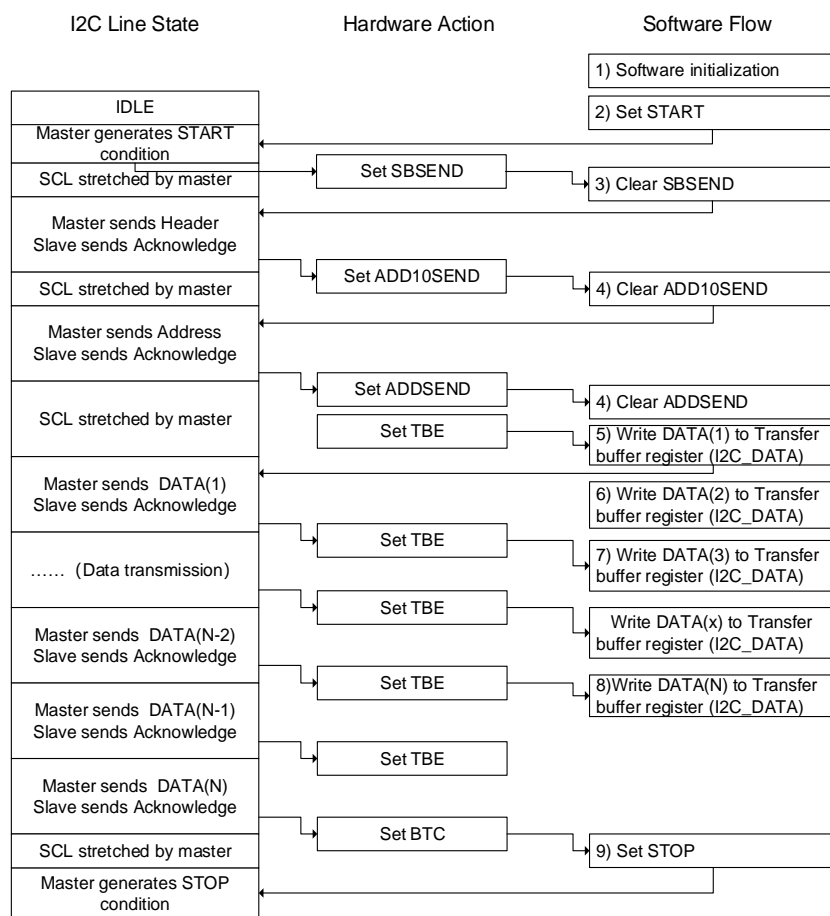 I2C Line State
Hardware Action
Software Flow
1) Software initialization
IDLE
2) Set START
Master generates START
condition
SCL stretched by master
Set SBSEND
3) Clear SBSEND
Master sends Header
Slave sends Acknowledge
Set ADD10SEND
4) Clear ADD10SEND
SCL stretched by master
Master sends Address
Slave sends Acknowledge
Set ADDSEND
4) Clear ADDSEND
SCL stretched by master
Set TBE
5) Write DATA(1) to Transfer
buffer register (I2C_DATA)
Master sends DATA(1)
Slave sends Acknowledge
6) Write DATA(2) to Transfer
buffer register (I2C_DATA)
Set TBE
7) Write DATA(3) to Transfer
buffer register (I2C_DATA)
...... (Data transmission)
Set TBE
Write DATA(x) to Transfer
buffer register (I2C_DATA)
Master sends DATA(N-2)
Slave sends Acknowledge
Set TBE
8)Write DATA(N) to Transfer
buffer register (I2C_DATA)
Master sends DATA(N-1)
Slave sends Acknowledge
Set TBE
Master sends DATA(N)
Slave sends Acknowledge
Set BTC
9) Set STOP
SCL stretched by master
Master generates STOP
condition